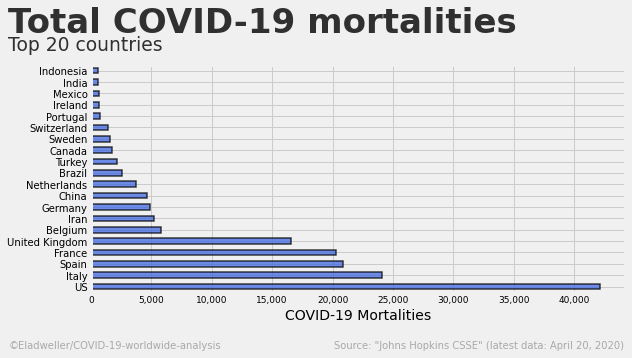 Total COVID-19 mortalities
Top 20 countries
Indonesia
India
Mexico
Ireland
Portugal
Switzerland
Sweden
Canada
Turkey
Brazil
Netherlands
China
Germany
Iran
Belgium
United Kingdom
France
Spain
Italy
US
0 5,000 10,000 15,000 20,000 25,000 30,000 35,000 40,000
COVID-19 Mortalities
©Eladweller/COVID-19-worldwide-analysis Source: "Johns Hopkins CSSE" (latest data: April 20, 2020)